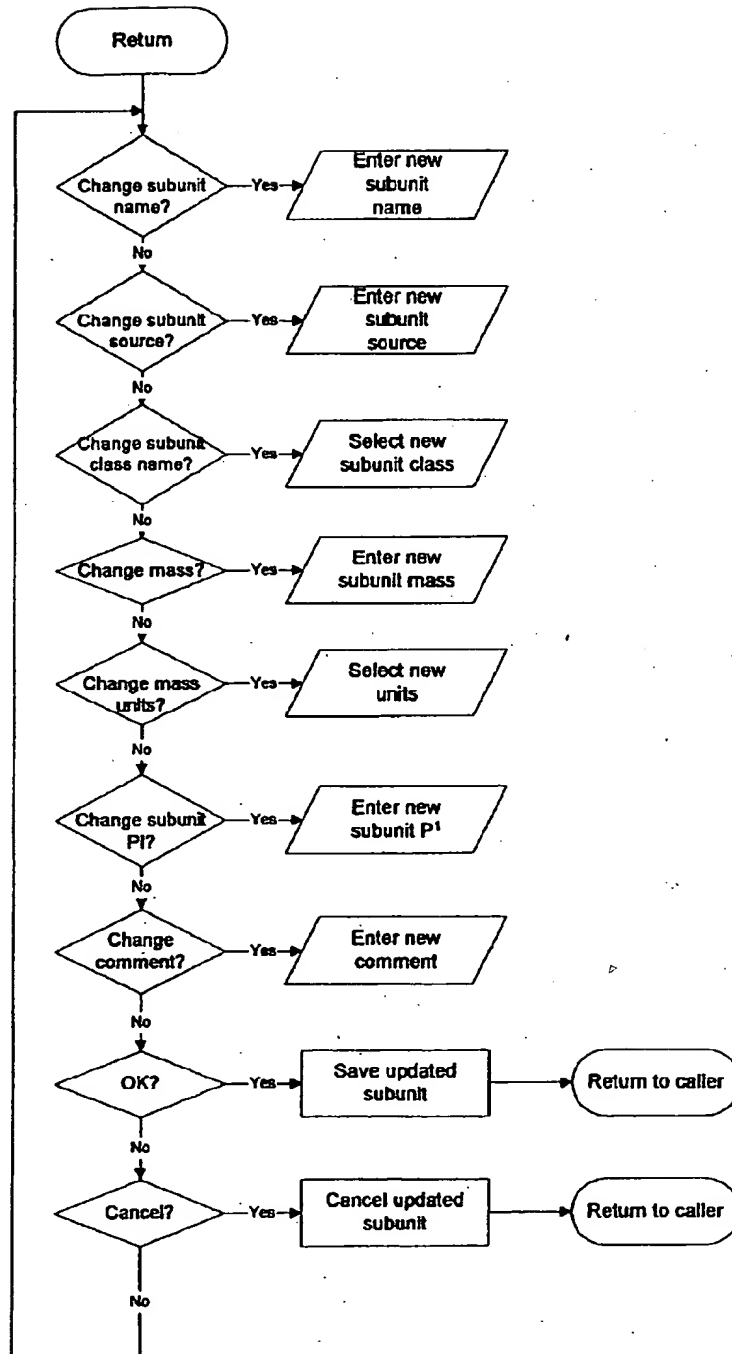 Return
Change subunit
name?
Yes
Enter new
subunit
name
No
Change subunit
source?
Yes
Enter new
subunit
source
No
Change subunit
class name?
Yes
Select new
subunit class
No
Change mass?
Yes
Enter new
subunit mass
No
Change mass
units?
Yes
Select new
units
No
Change subunit
PI?
Yes
Enter new
subunit P¹
No
Change
comment?
Yes
Enter new
comment
No
OK?
Yes
Save updated
subunit
Return to caller
No
Cancel?
Yes
Cancel updated
subunit
Return to caller
No